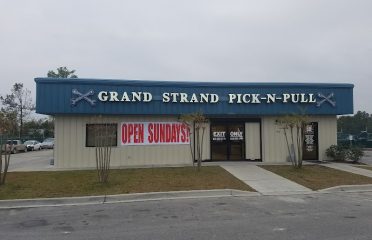 GRAND STRAND PICK-N-PULL
OPEN SUNDAYS!
EXIT ONLY